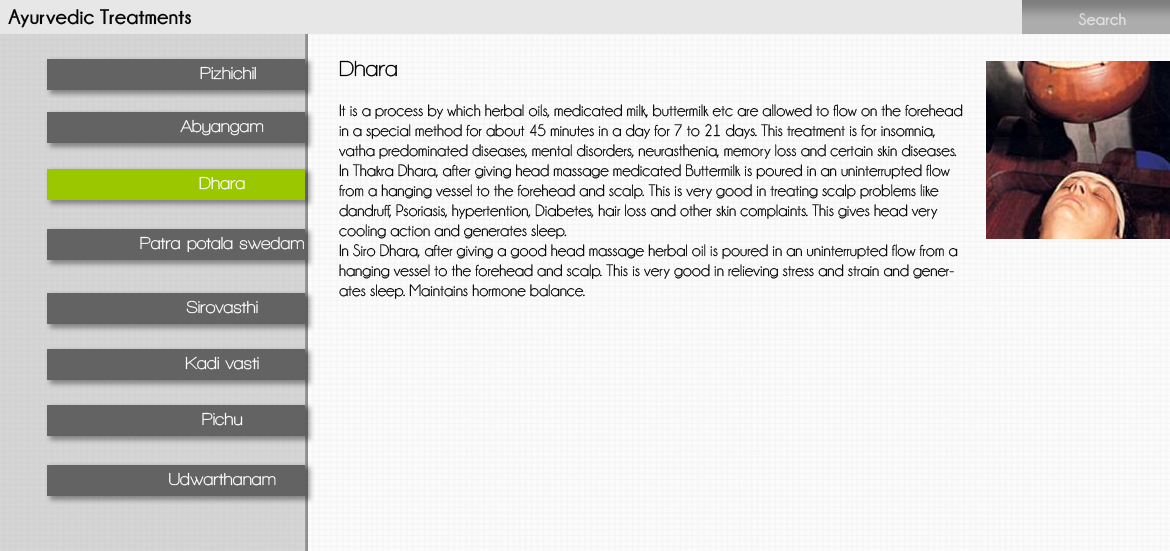 Ayurvedic Treatments
Search
Pizhichil
Abyangam
Dhara
Patra potala swedam
Sirovasthi
Kadi vasti
Pichu
Udwarthanam
Dhara
It is a process by which herbal oils, medicated milk, buttermilk etc are allowed to flow on the forehead
in a special method for about 45 minutes in a day for 7 to 21 days. This treatment is for insomnia,
vatha predominated diseases, mental disorders, neurasthenia, memory loss and certain skin diseases.
In Thakra Dhara, after giving head massage medicated Buttermilk is poured in an uninterrupted flow
from a hanging vessel to the forehead and scalp. This is very good in treating scalp problems like
dandruff, Psoriasis, hypertention, Diabetes, hair loss and other skin complaints. This gives head very
cooling action and generates sleep.
In Siro Dhara, after giving a good head massage herbal oil is poured in an uninterrupted flow from a
hanging vessel to the forehead and scalp. This is very good in relieving stress and strain and gener-
ates sleep. Maintains hormone balance.